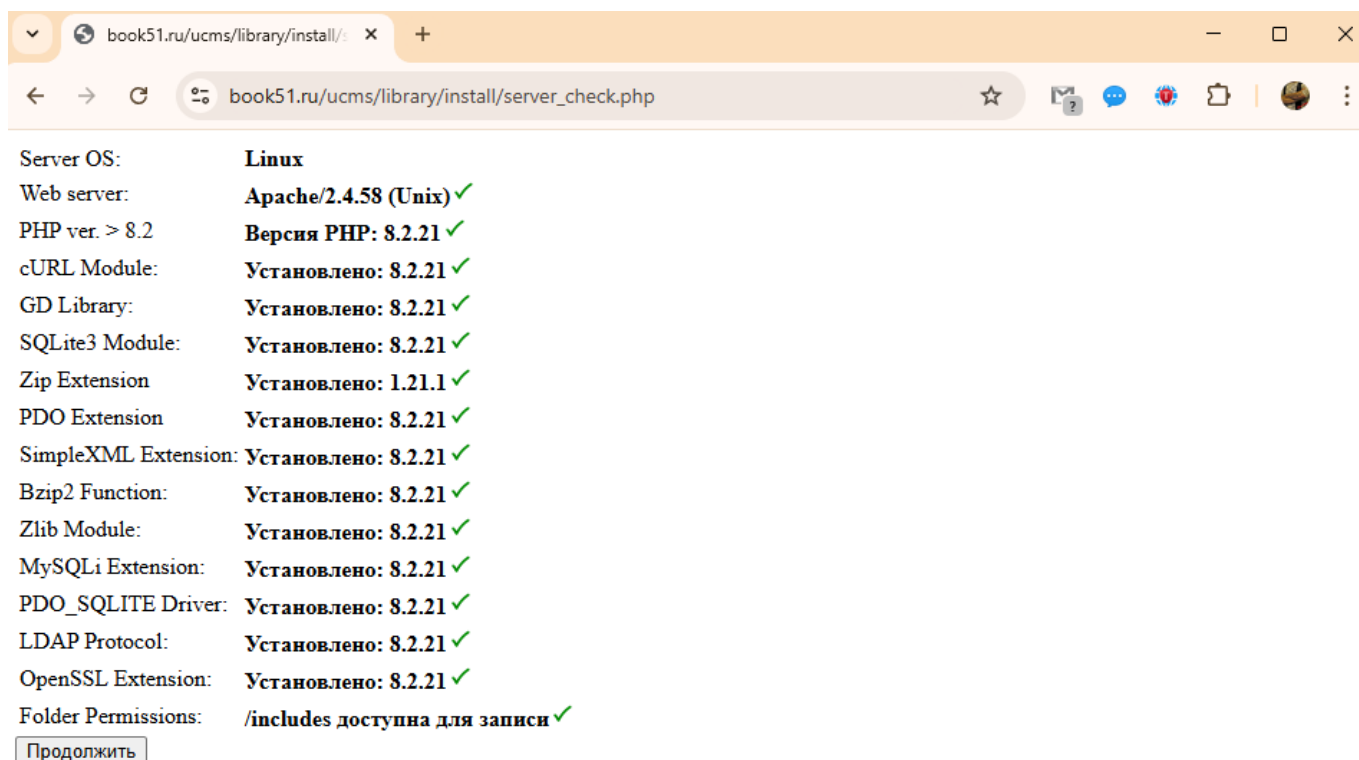 book51.ru/ucms/library/install/s
book51.ru/ucms/library/install/server_check.php
?
Server OS: Linux
Web server: Apache/2.4.58 (Unix)
PHP ver. > 8.2 Версия PHP: 8.2.21
cURL Module: Установлено: 8.2.21
GD Library: Установлено: 8.2.21
SQLite3 Module: Установлено: 8.2.21
Zip Extension Установлено: 1.21.1
PDO Extension Установлено: 8.2.21
SimpleXML Extension: Установлено: 8.2.21
Bzip2 Function: Установлено: 8.2.21
Zlib Module: Установлено: 8.2.21
MySQLi Extension: Установлено: 8.2.21
PDO_SQLITE Driver: Установлено: 8.2.21
LDAP Protocol: Установлено: 8.2.21
OpenSSL Extension: Установлено: 8.2.21
Folder Permissions: /includes доступна для записи
Продолжить